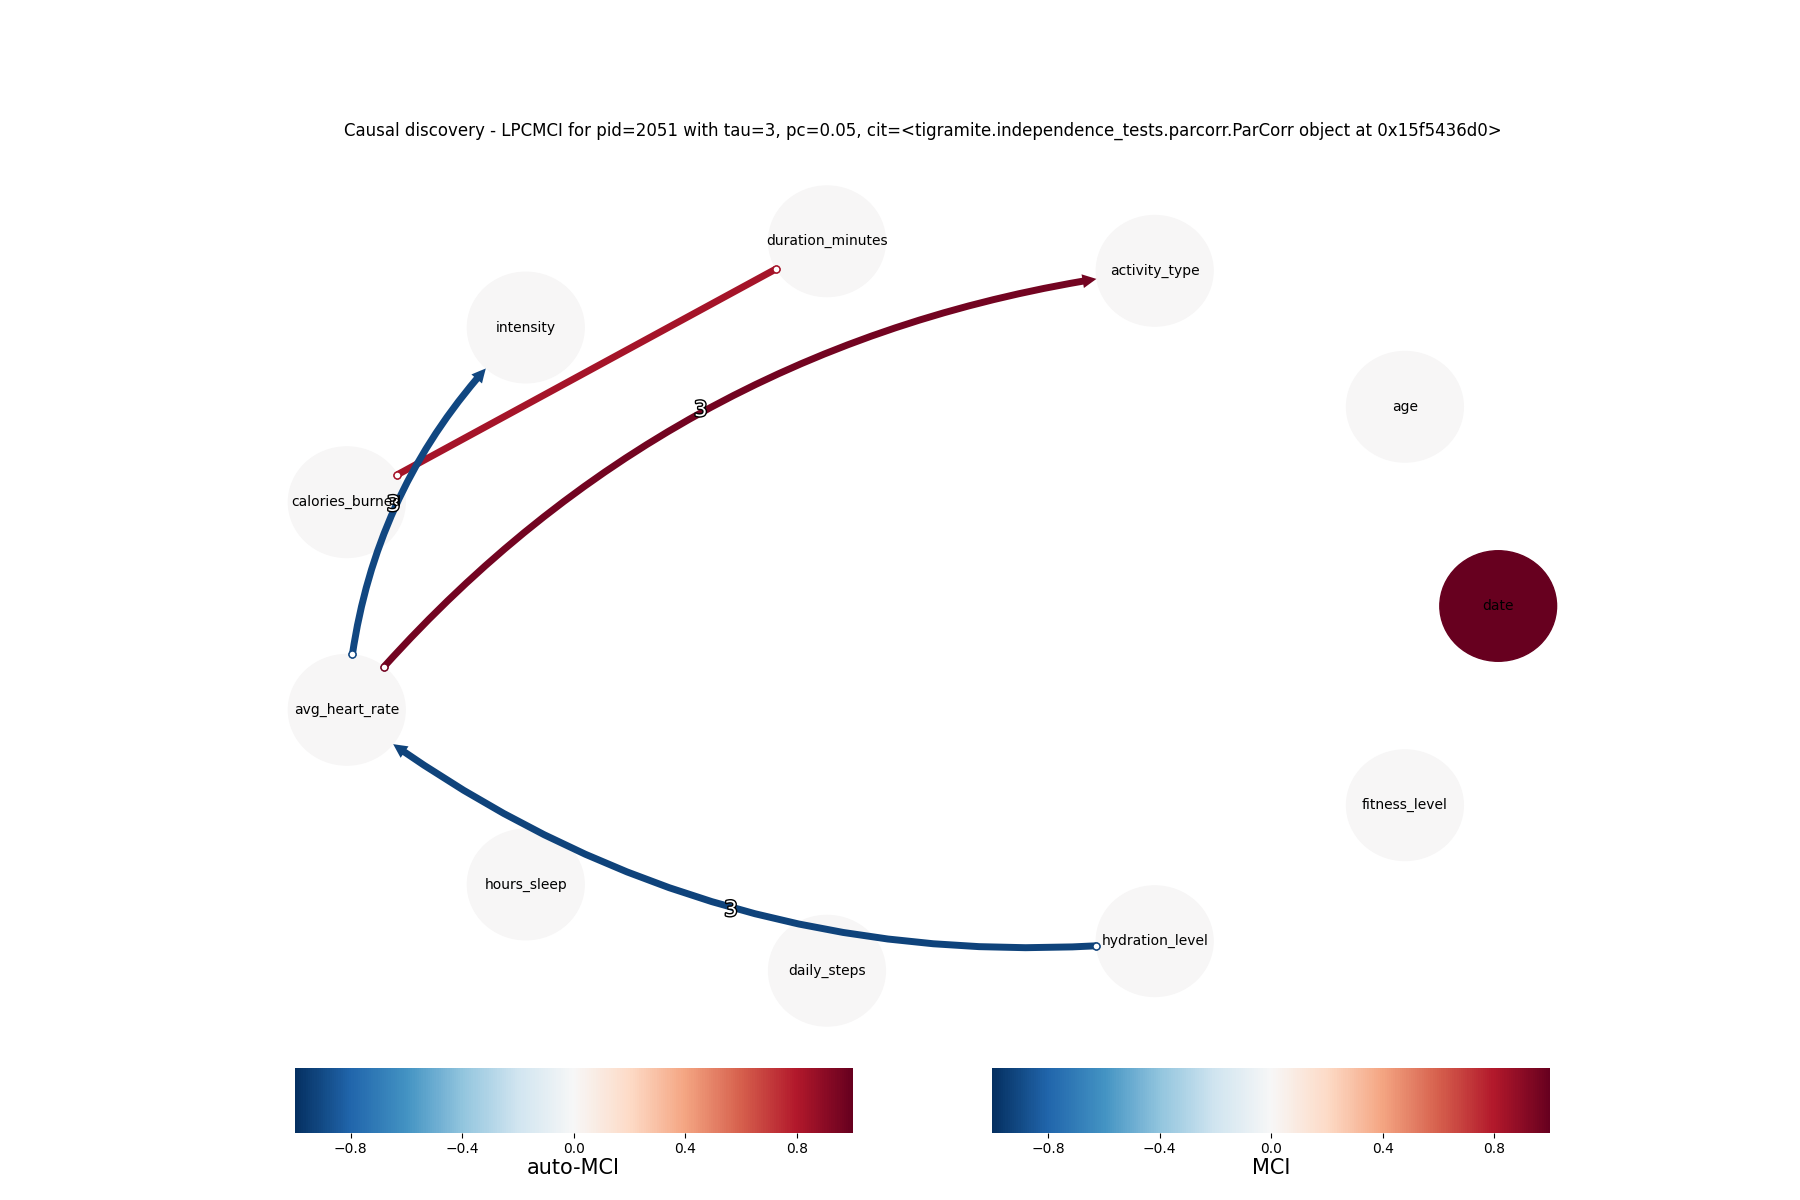 Causal discovery - LPCMCI for pid=2051 with tau=3, pc=0.05, cit=<tigramite.independence_tests.parcorr.ParCorr object at 0x15f5436d0>
duration_minutes
activity_type
intensity
age
3
calories_burned
3
date
avg_heart_rate
fitness_level
hours_sleep
3
hydration_level
daily_steps
−0.8 −0.4 0.0 0.4 0.8
auto-MCI
−0.8 −0.4 0.0 0.4 0.8
MCI